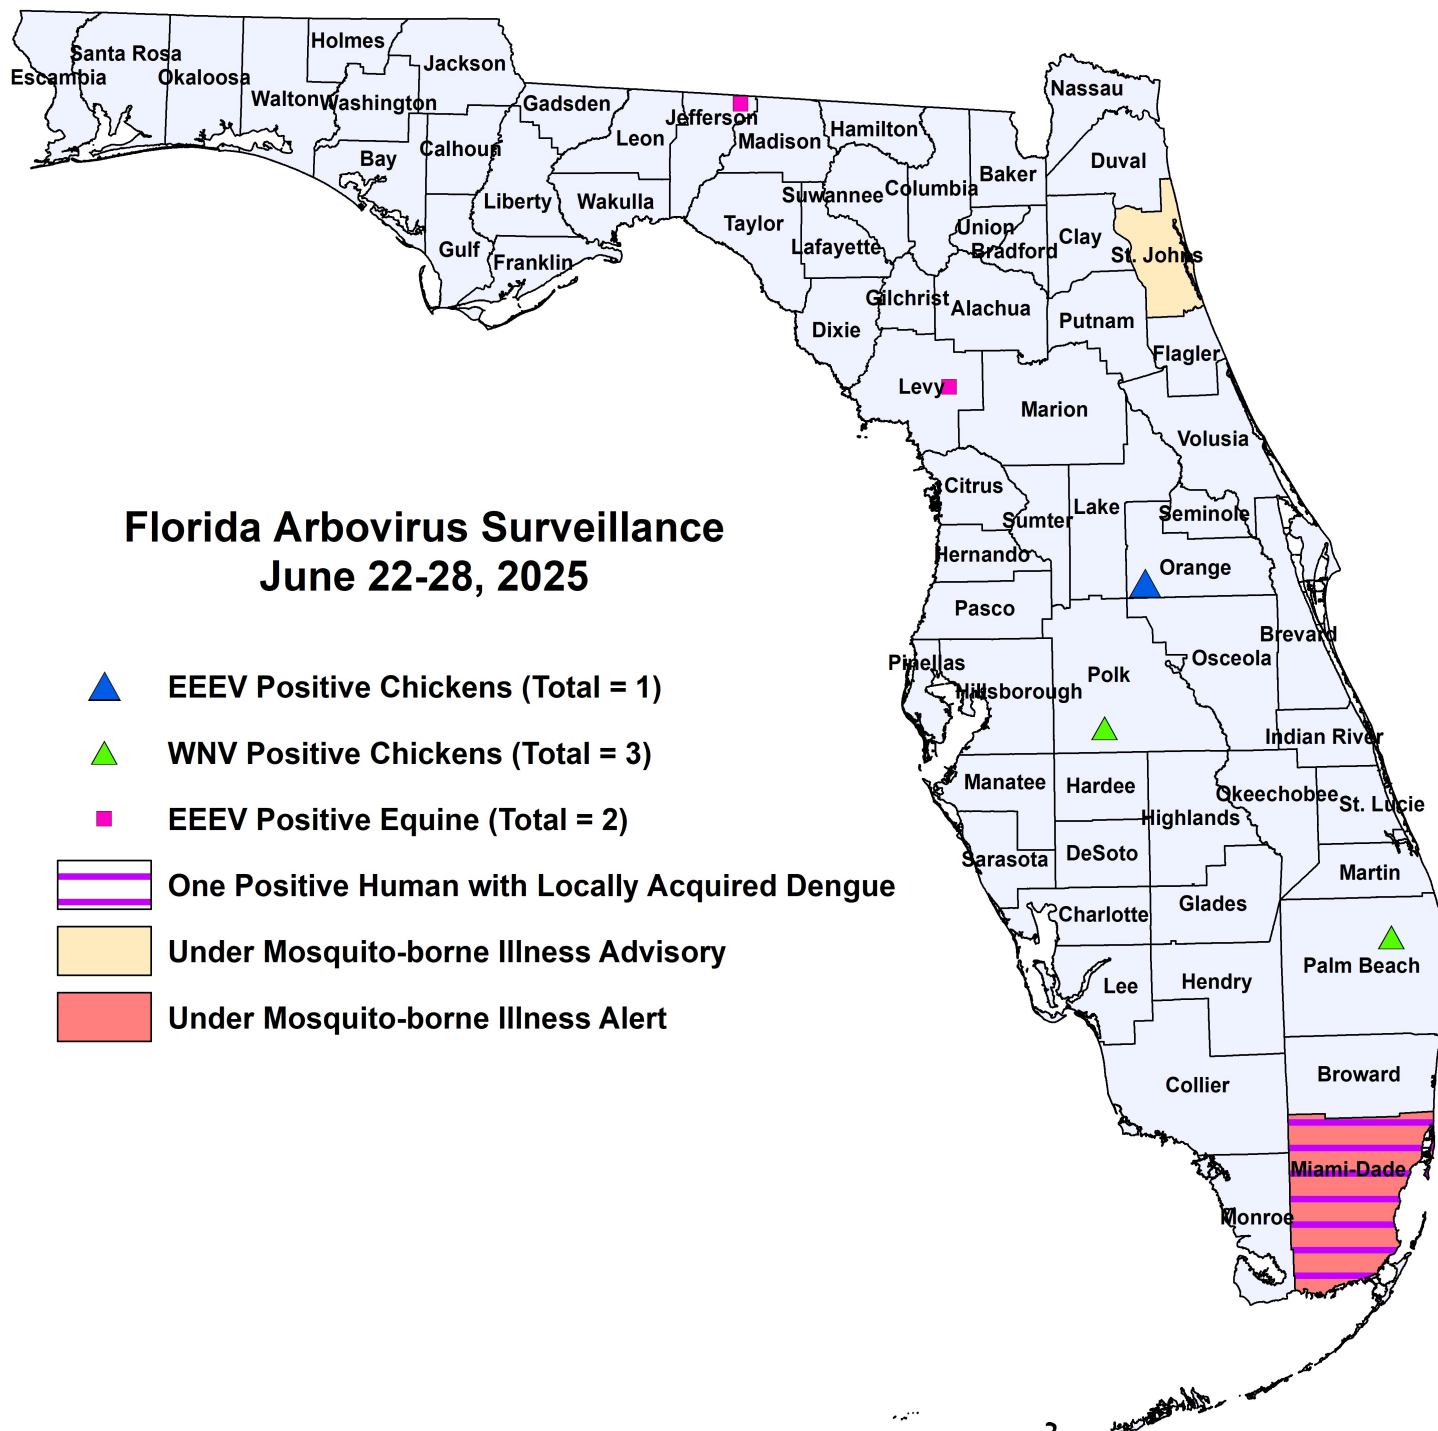 Holmes
Santa Rosa
Jackson
Escambia
Okaloosa
Nassau
Walton
Washington
Gadsden
Jefferson
Hamilton
Leon
Madison
Calhoun
Bay
Duval
Baker
Columbia
Suwannee
Liberty
Wakulla
Taylor
Union
Clay
Lafayette
Gulf
Bradford
St. Johns
Franklin
Gilchrist
Alachua
Putnam
Dixie
Flagler
Levy
Marion
Volusia
Citrus
Lake
Seminole
Sumter
Florida Arbovirus Surveillance
June 22-28, 2025
Hernando
Orange
Pasco
Brevard
Pinellas
Osceola
Polk
Hillsborough
EEEV Positive Chickens (Total = 1)
Indian River
WNV Positive Chickens (Total = 3)
Manatee
Hardee
Okeechobee
St. Lucie
Highlands
EEEV Positive Equine (Total = 2)
DeSoto
Sarasota
Martin
One Positive Human with Locally Acquired Dengue
Glades
Charlotte
Under Mosquito-borne Illness Advisory
Palm Beach
Hendry
Lee
Under Mosquito-borne Illness Alert
Broward
Collier
Miami-Dade
Monroe